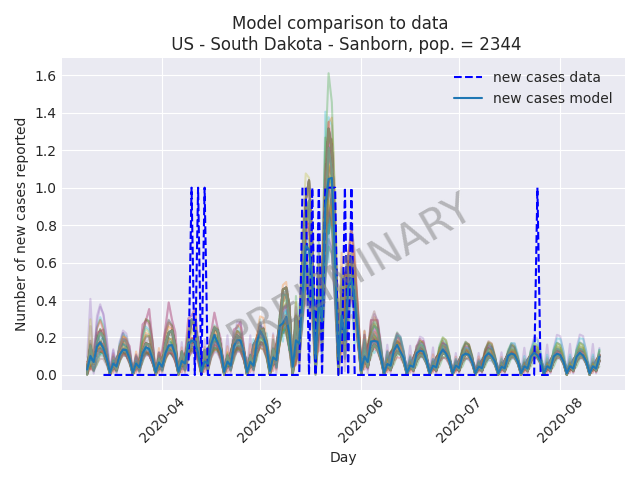 Model comparison to data
US - South Dakota - Sanborn, pop. = 2344
new cases data
new cases model
Number of new cases reported
1.6
1.4
1.2
1.0
0.8
0.6
0.4
0.2
0.0
PRELIMINARY
2020-04
2020-05
2020-06
2020-07
2020-08
Day